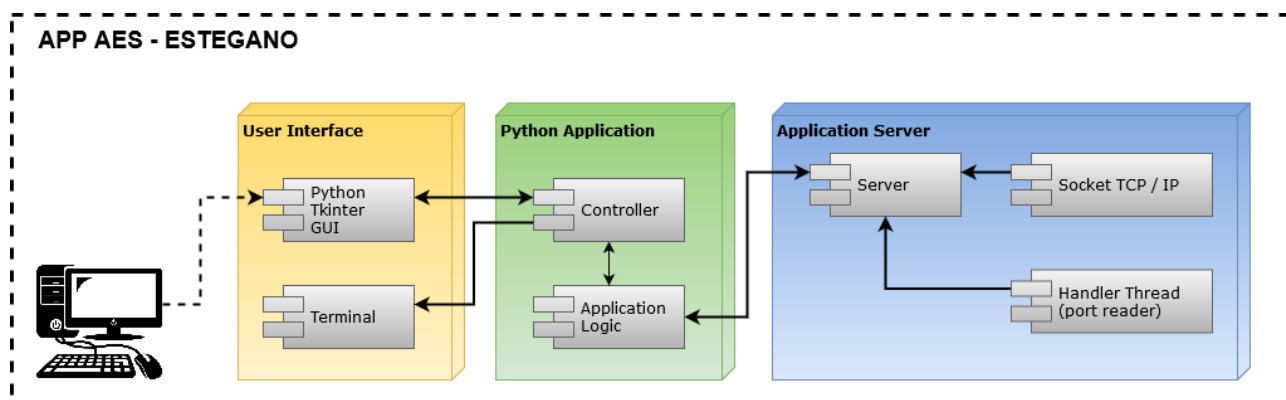 APP AES - ESTEGANO
User Interface
Python
Tkinter
GUI
Terminal
Python Application
Controller
Application
Logic
Application Server
Server
Socket TCP / IP
Handler Thread
(port reader)